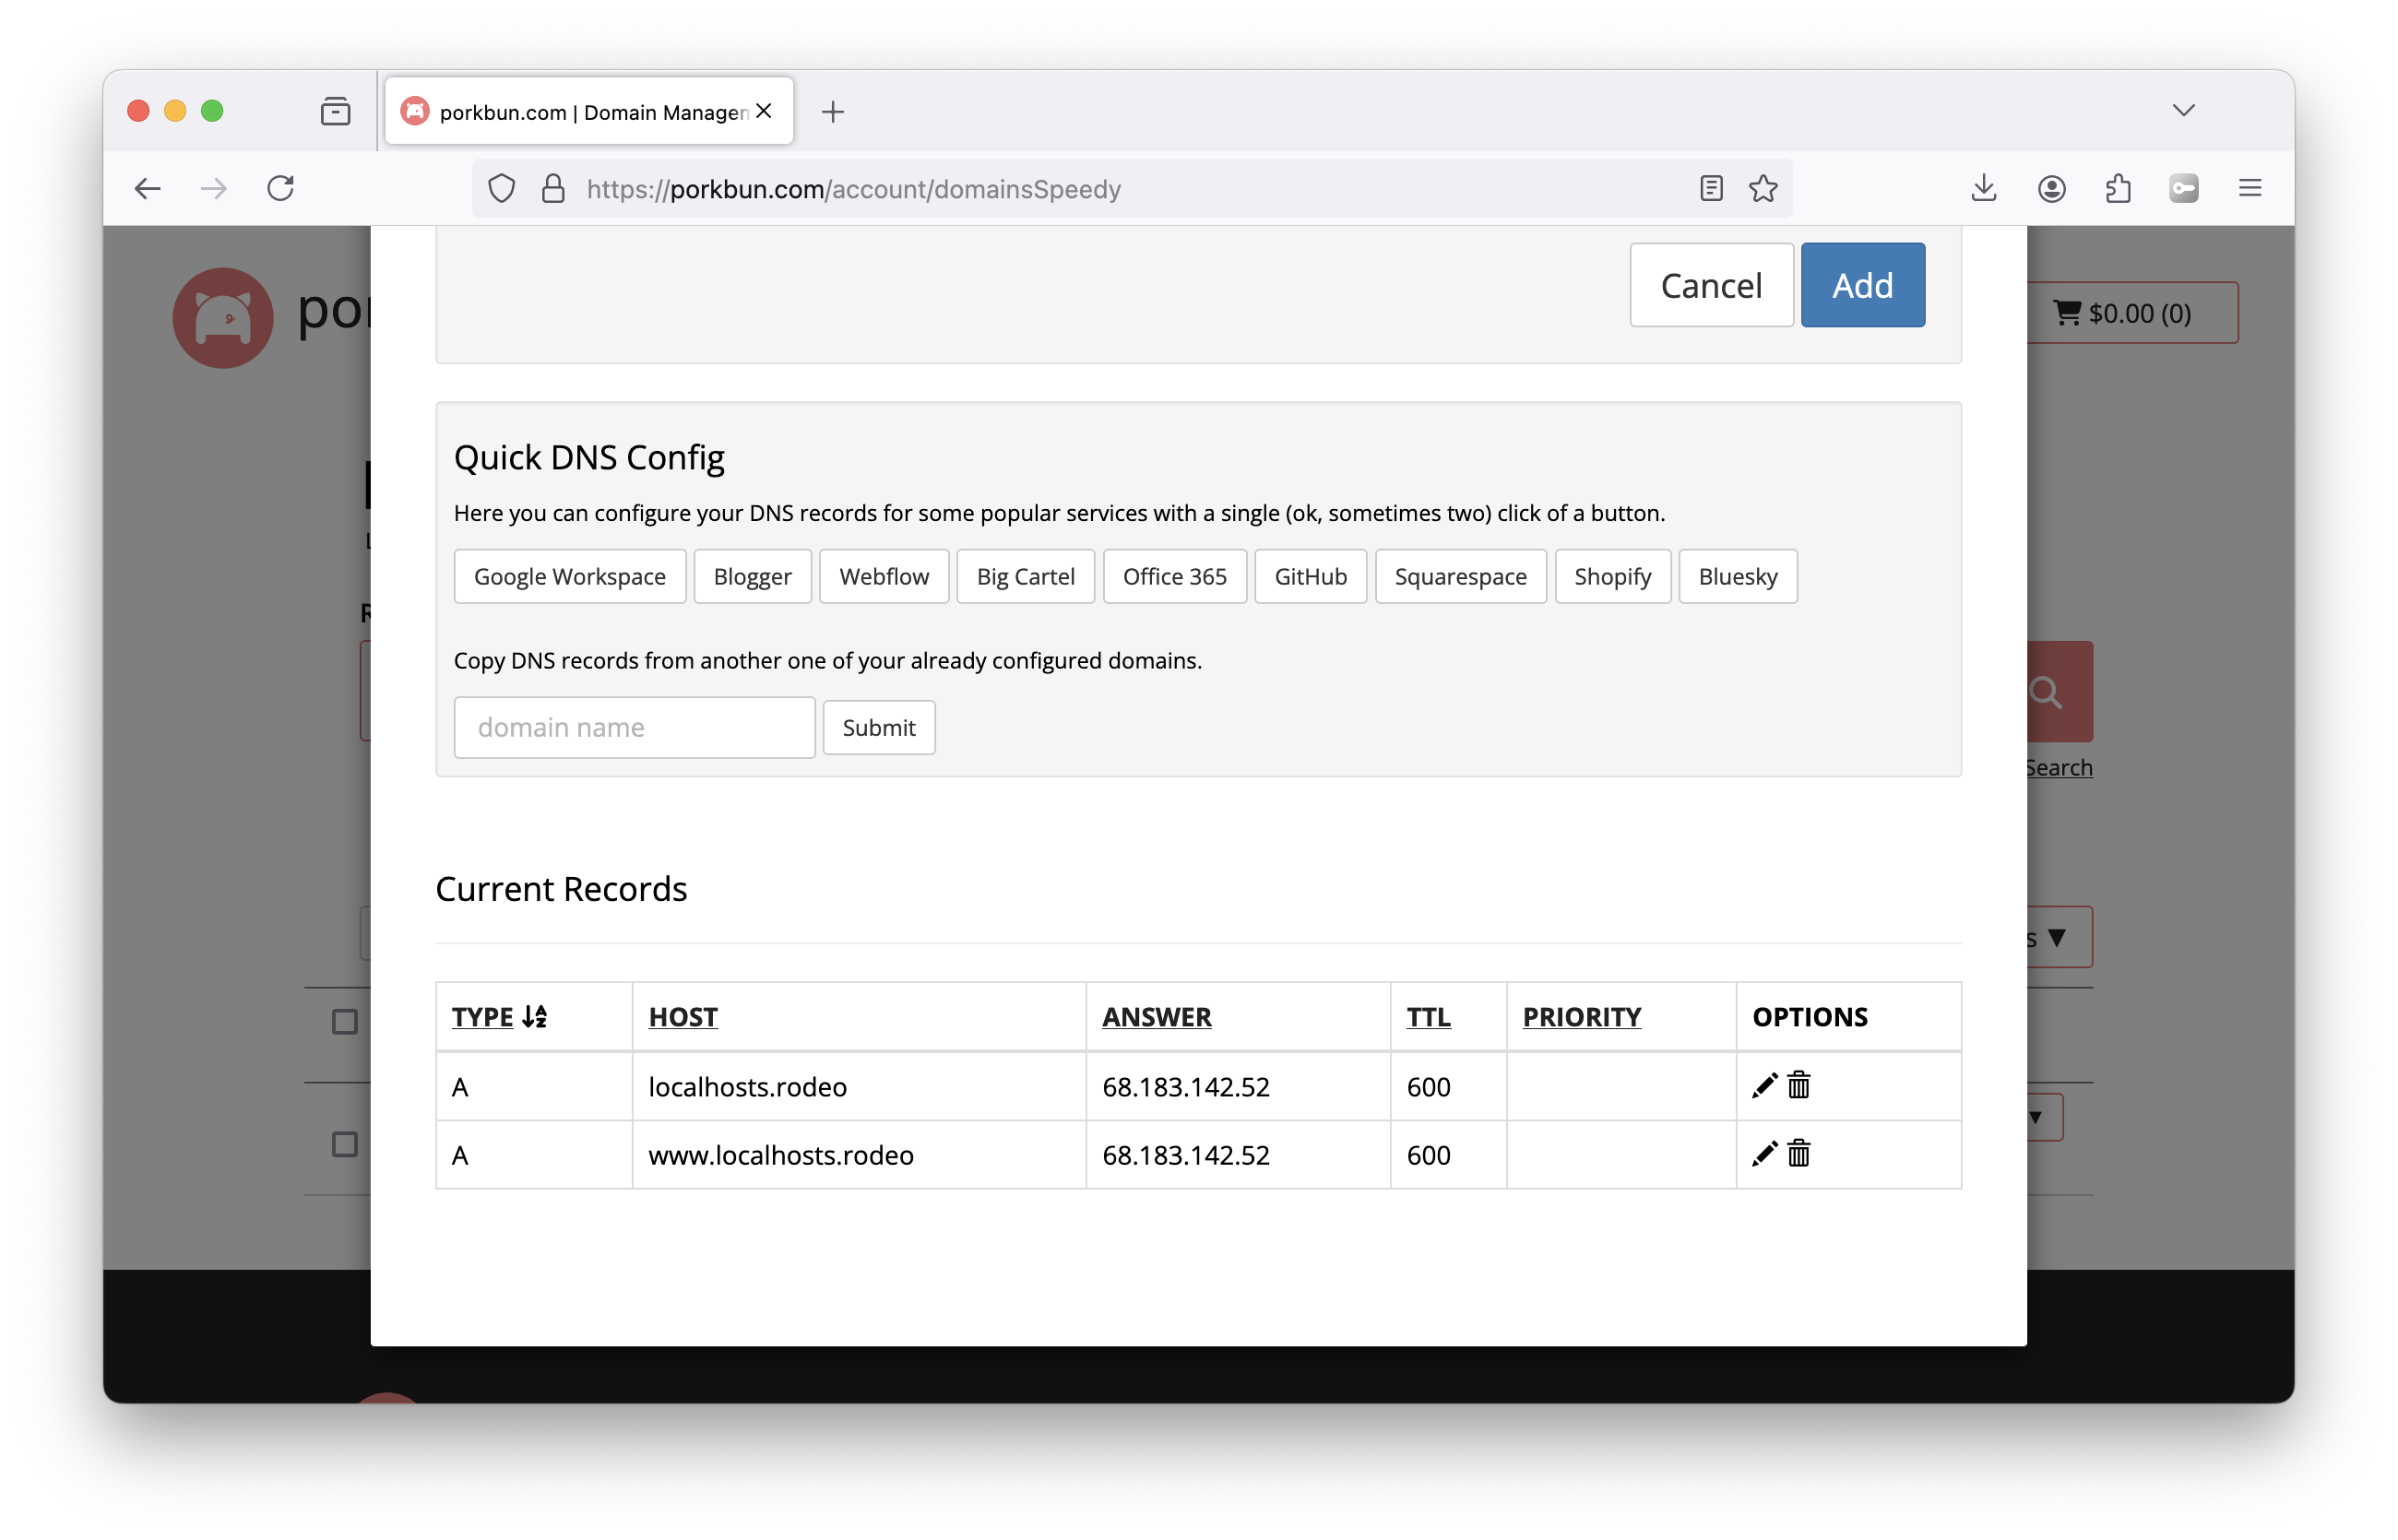 porkbun.com | Domain Managem
https://porkbun.com/account/domainsSpeedy
$0.00 (0)
Cancel Add
Quick DNS Config
Here you can configure your DNS records for some popular services with a single (ok, sometimes two) click of a button.
Google Workspace Blogger Webflow Big Cartel Office 365 GitHub Squarespace Shopify Bluesky
Copy DNS records from another one of your already configured domains.
domain name Submit
Search
Current Records
TYPE HOST ANSWER TTL PRIORITY OPTIONS
A localhosts.rodeo 68.183.142.52 600
A www.localhosts.rodeo 68.183.142.52 600